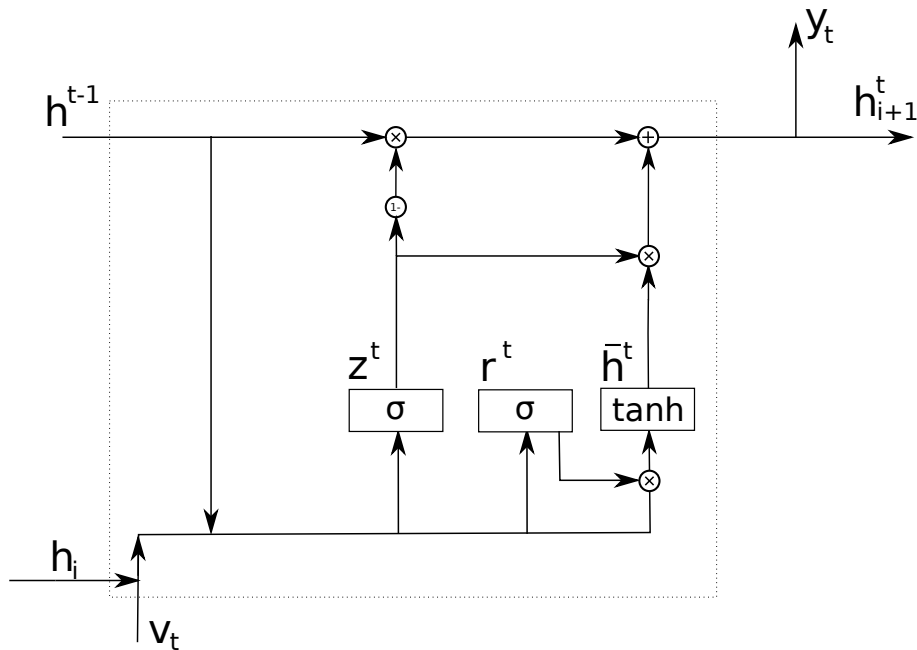 y_t
h^{t-1}
h^t_{i+1}
×
+
1-
×
z^t
r^t
h̄^t
σ
σ
tanh
×
h_i
v_t